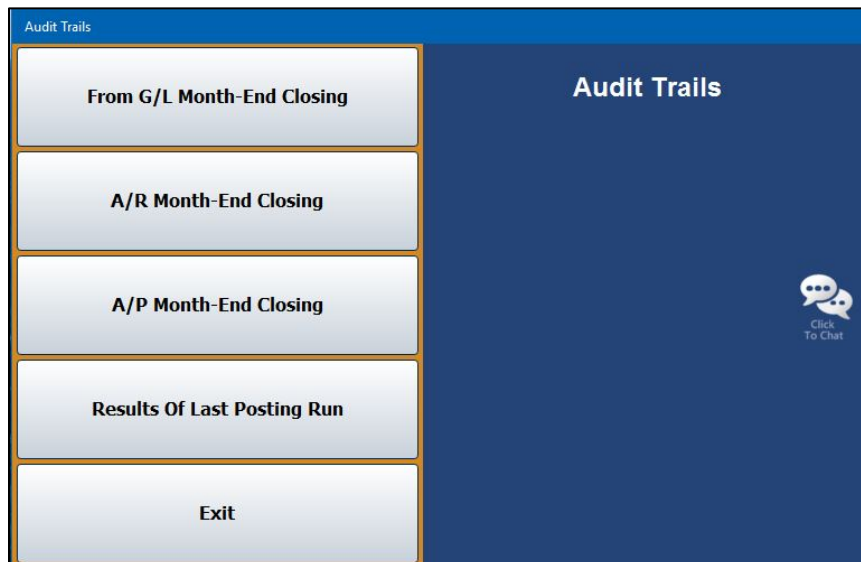 Audit Trails
From G/L Month-End Closing
A/R Month-End Closing
A/P Month-End Closing
Results Of Last Posting Run
Exit
Audit Trails
Click
To Chat